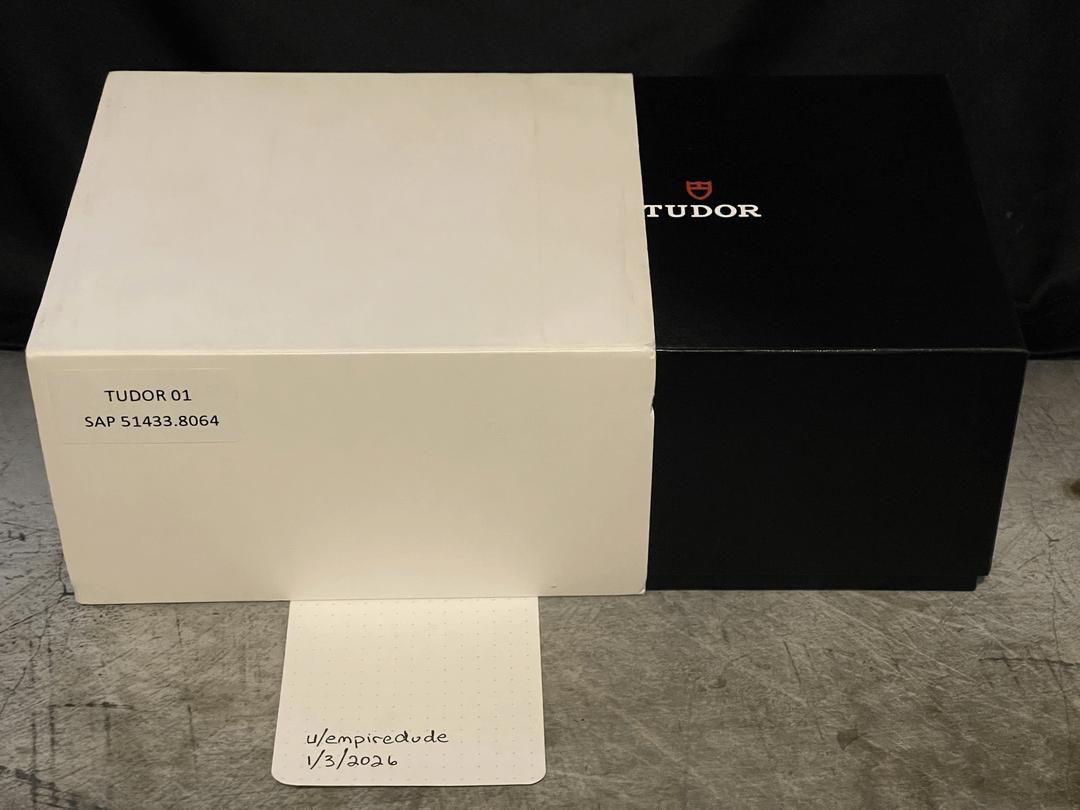 TUDOR
TUDOR 01
SAP 51433.8064
u/empiredude
1/3/2026